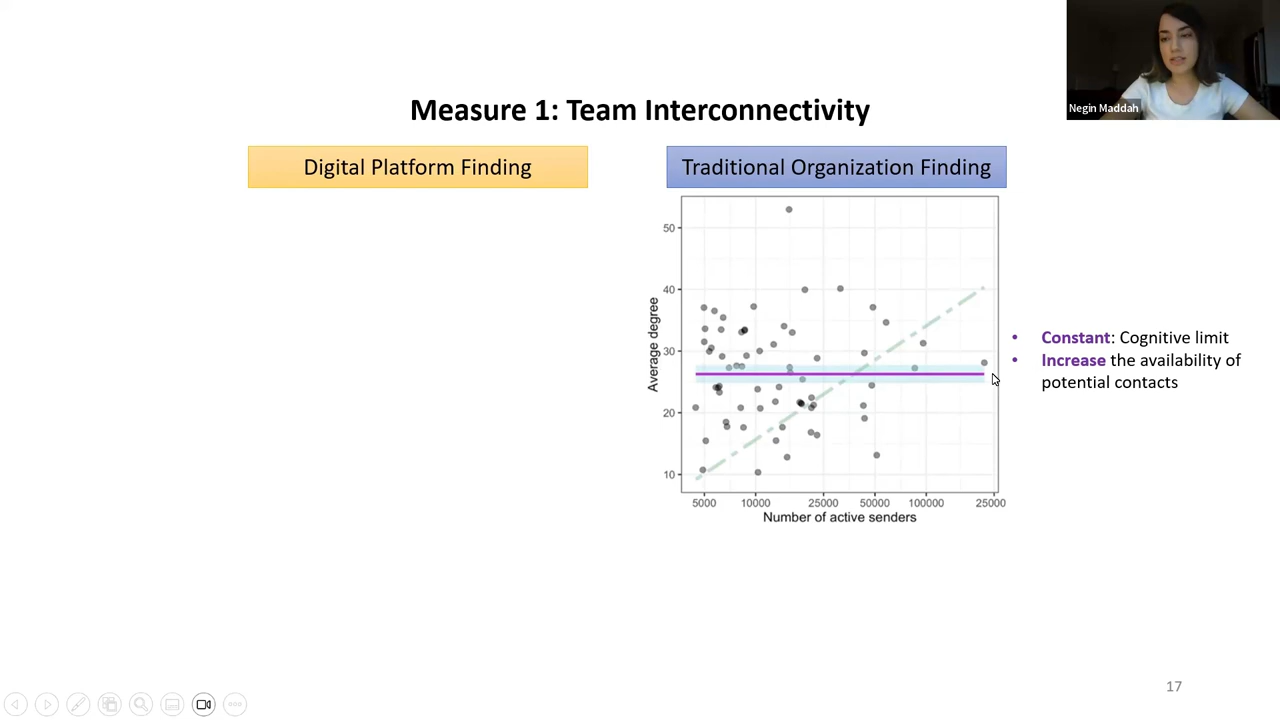 Negin Maddah
Measure 1: Team Interconnectivity
Digital Platform Finding
Traditional Organization Finding
50
40
30
20
10
Average degree
5000
10000
25000
50000
100000
25000
Number of active senders
• Constant: Cognitive limit
• Increase the availability of
potential contacts
17